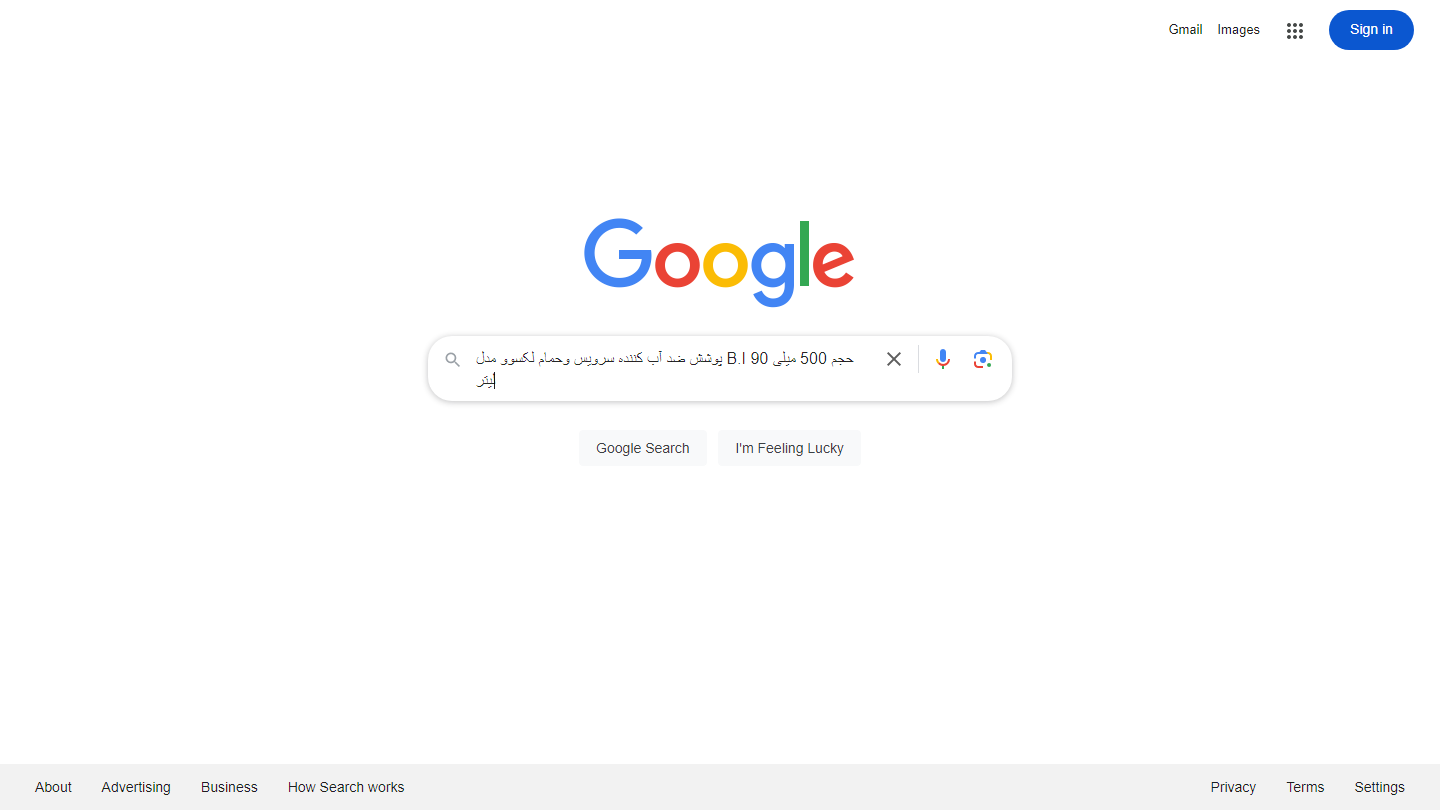 Gmail
Images
Sign in
Google
پوشش ضد آب کننده سرویس وحمام لکسوو مدل B.I 90 حجم 500 میلی
لیتر
Google Search
I'm Feeling Lucky
About
Advertising
Business
How Search works
Privacy
Terms
Settings